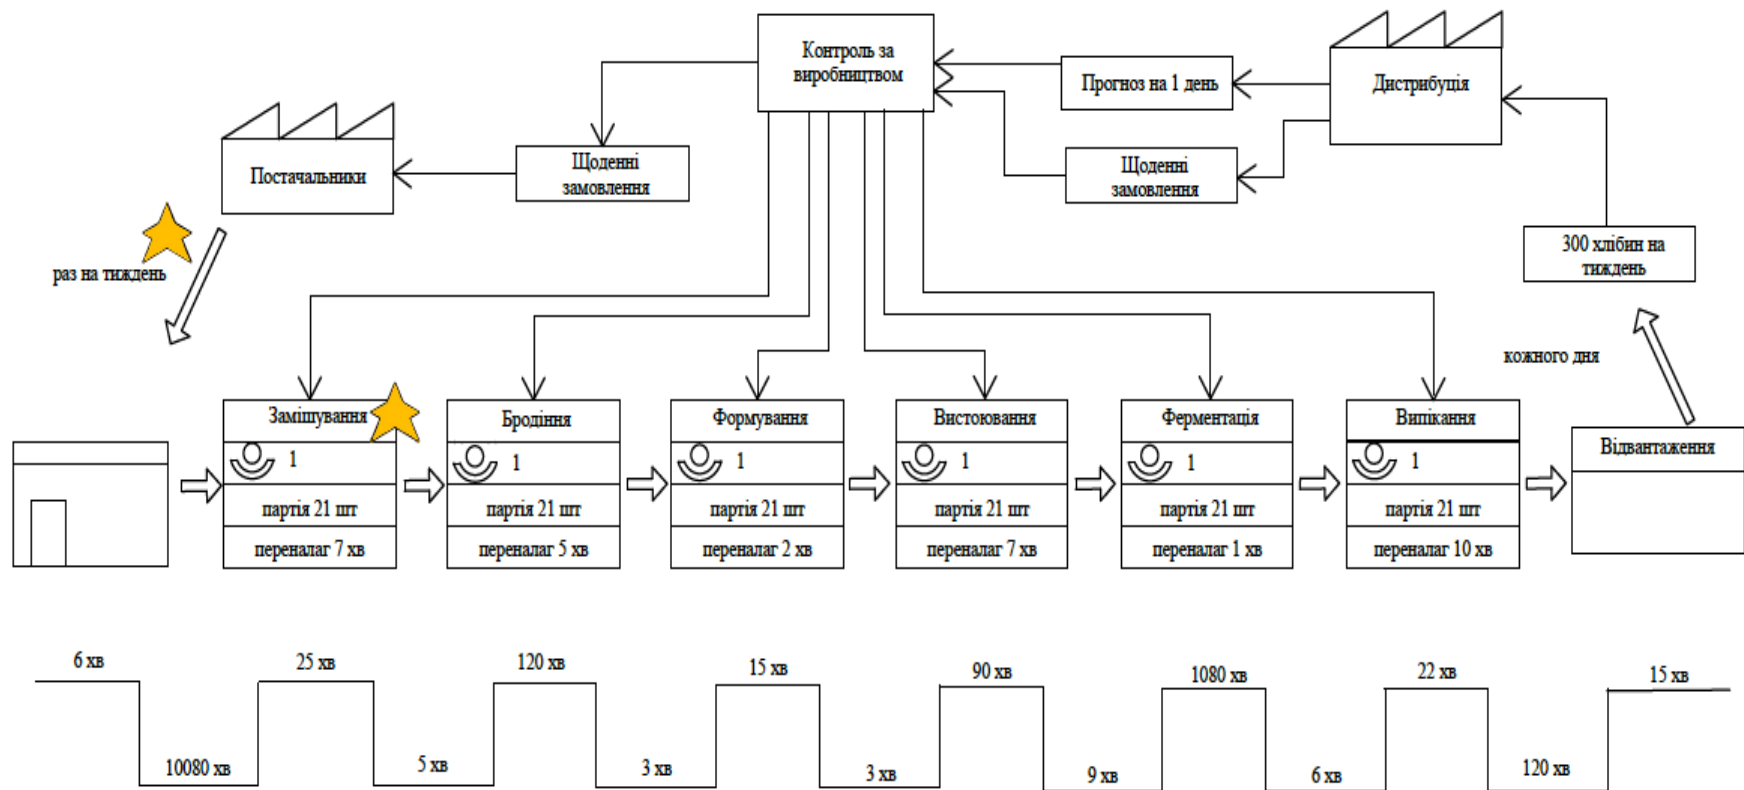 Контроль за
виробництвом
Прогноз на 1 день
Дистрибуція
Постачальники
Щоденні
замовлення
Щоденні
замовлення
300 хлібин на
тиждень
раз на тиждень
кожного дня
Замішування
1
партія 21 шт
переналаг 7 хв
Бродіння
1
партія 21 шт
переналаг 5 хв
Формування
1
партія 21 шт
переналаг 2 хв
Вистоювання
1
партія 21 шт
переналаг 7 хв
Ферментація
1
партія 21 шт
переналаг 1 хв
Випікання
1
партія 21 шт
переналаг 10 хв
Відвантаження
6 хв
25 хв
120 хв
15 хв
90 хв
1080 хв
22 хв
15 хв
10080 хв
5 хв
3 хв
3 хв
9 хв
6 хв
120 хв